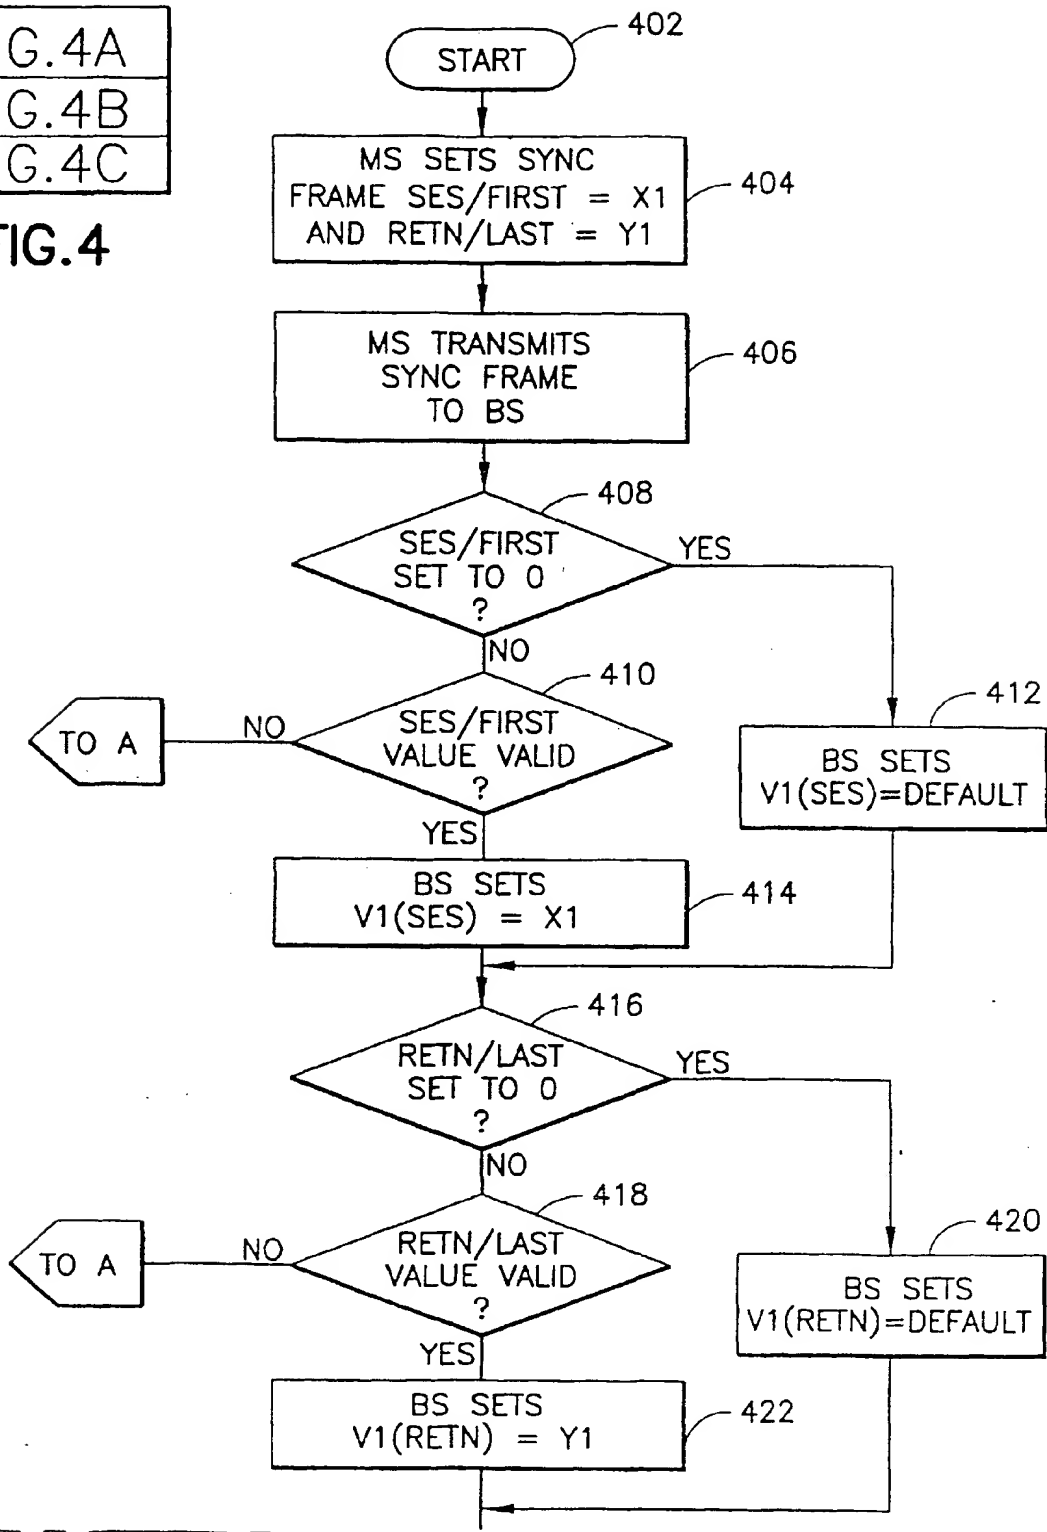 G.4A
G.4B
G.4C
FIG.4
402
START
MS SETS SYNC
FRAME SES/FIRST = X1
AND RETN/LAST = Y1
404
MS TRANSMITS
SYNC FRAME
TO BS
406
408
SES/FIRST
SET TO 0
?
YES
NO
410
SES/FIRST
VALUE VALID
?
NO
TO A
YES
412
BS SETS
V1(SES)=DEFAULT
BS SETS
V1(SES) = X1
414
416
RETN/LAST
SET TO 0
?
YES
NO
418
RETN/LAST
VALUE VALID
?
NO
TO A
YES
420
BS SETS
V1(RETN)=DEFAULT
BS SETS
V1(RETN) = Y1
422